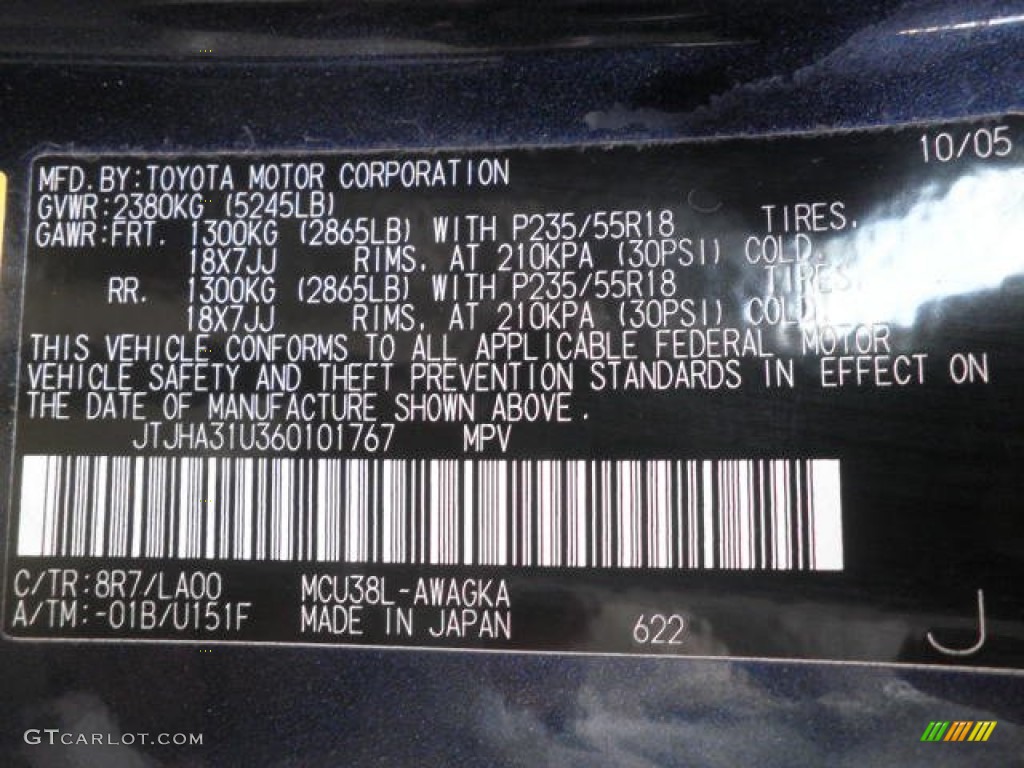 10/05
MFD.BY:TOYOTA MOTOR CORPORATION
GVWR:2380KG (5245LB)
GAWR:FRT. 1300KG (2865LB) WITH P235/55R18 TIRES.
18X7JJ RIMS. AT 210KPA (30PSI) COLD.
RR. 1300KG (2865LB) WITH P235/55R18 TIRES.
18X7JJ RIMS. AT 210KPA (30PSI) COLD.
THIS VEHICLE CONFORMS TO ALL APPLICABLE FEDERAL MOTOR
VEHICLE SAFETY AND THEFT PREVENTION STANDARDS IN EFFECT ON
THE DATE OF MANUFACTURE SHOWN ABOVE.
JTJHA31U360101767 MPV
C/TR:8R7/LA00 MCU38L-AWAGKA
A/TM:-01B/U151F MADE IN JAPAN 622 J
GTCARLOT.COM